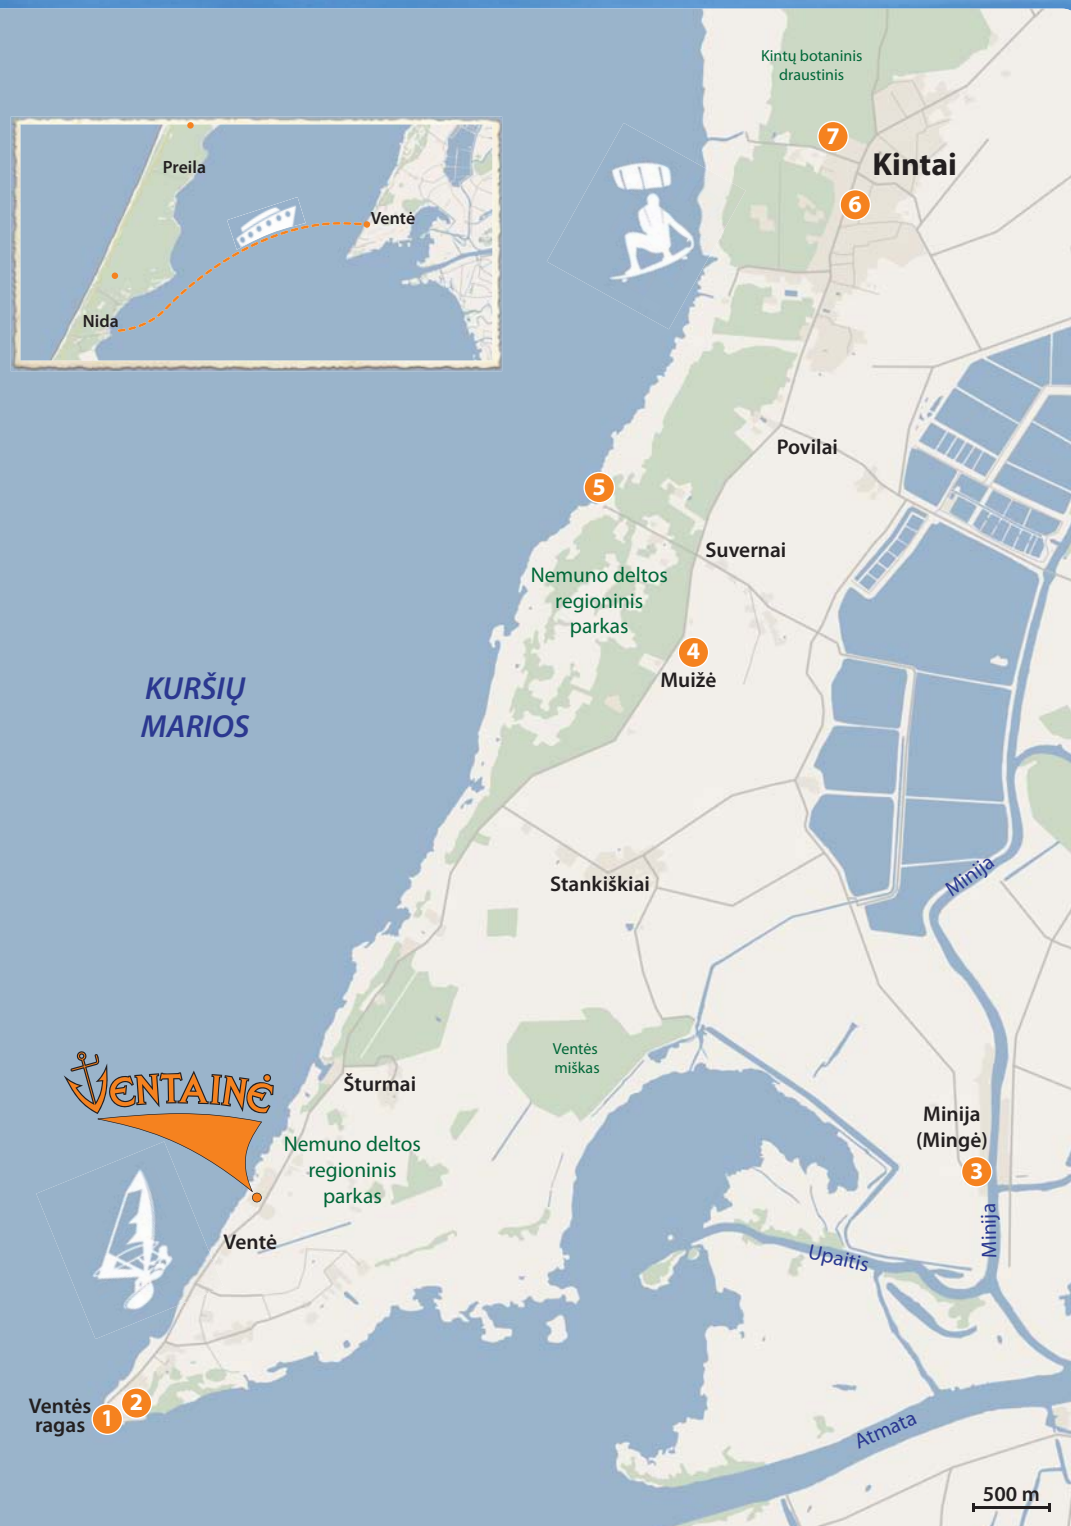 Kintų botaninis
draustinis
7
Kintai
6
Preila
Ventė
Nida
Povilai
5
Suvernai
Nemuno deltos
regioninis
parkas
4
Muižė
KURŠIŲ
MARIOS
Minija
Stankiškiai
Ventės
miškas
VENTAINĖ
Šturmai
Minija
(Mingė)
3
Nemuno deltos
regioninis
parkas
Minija
Ventė
Upaitis
Ventės
ragas
1
2
Atmata
500 m